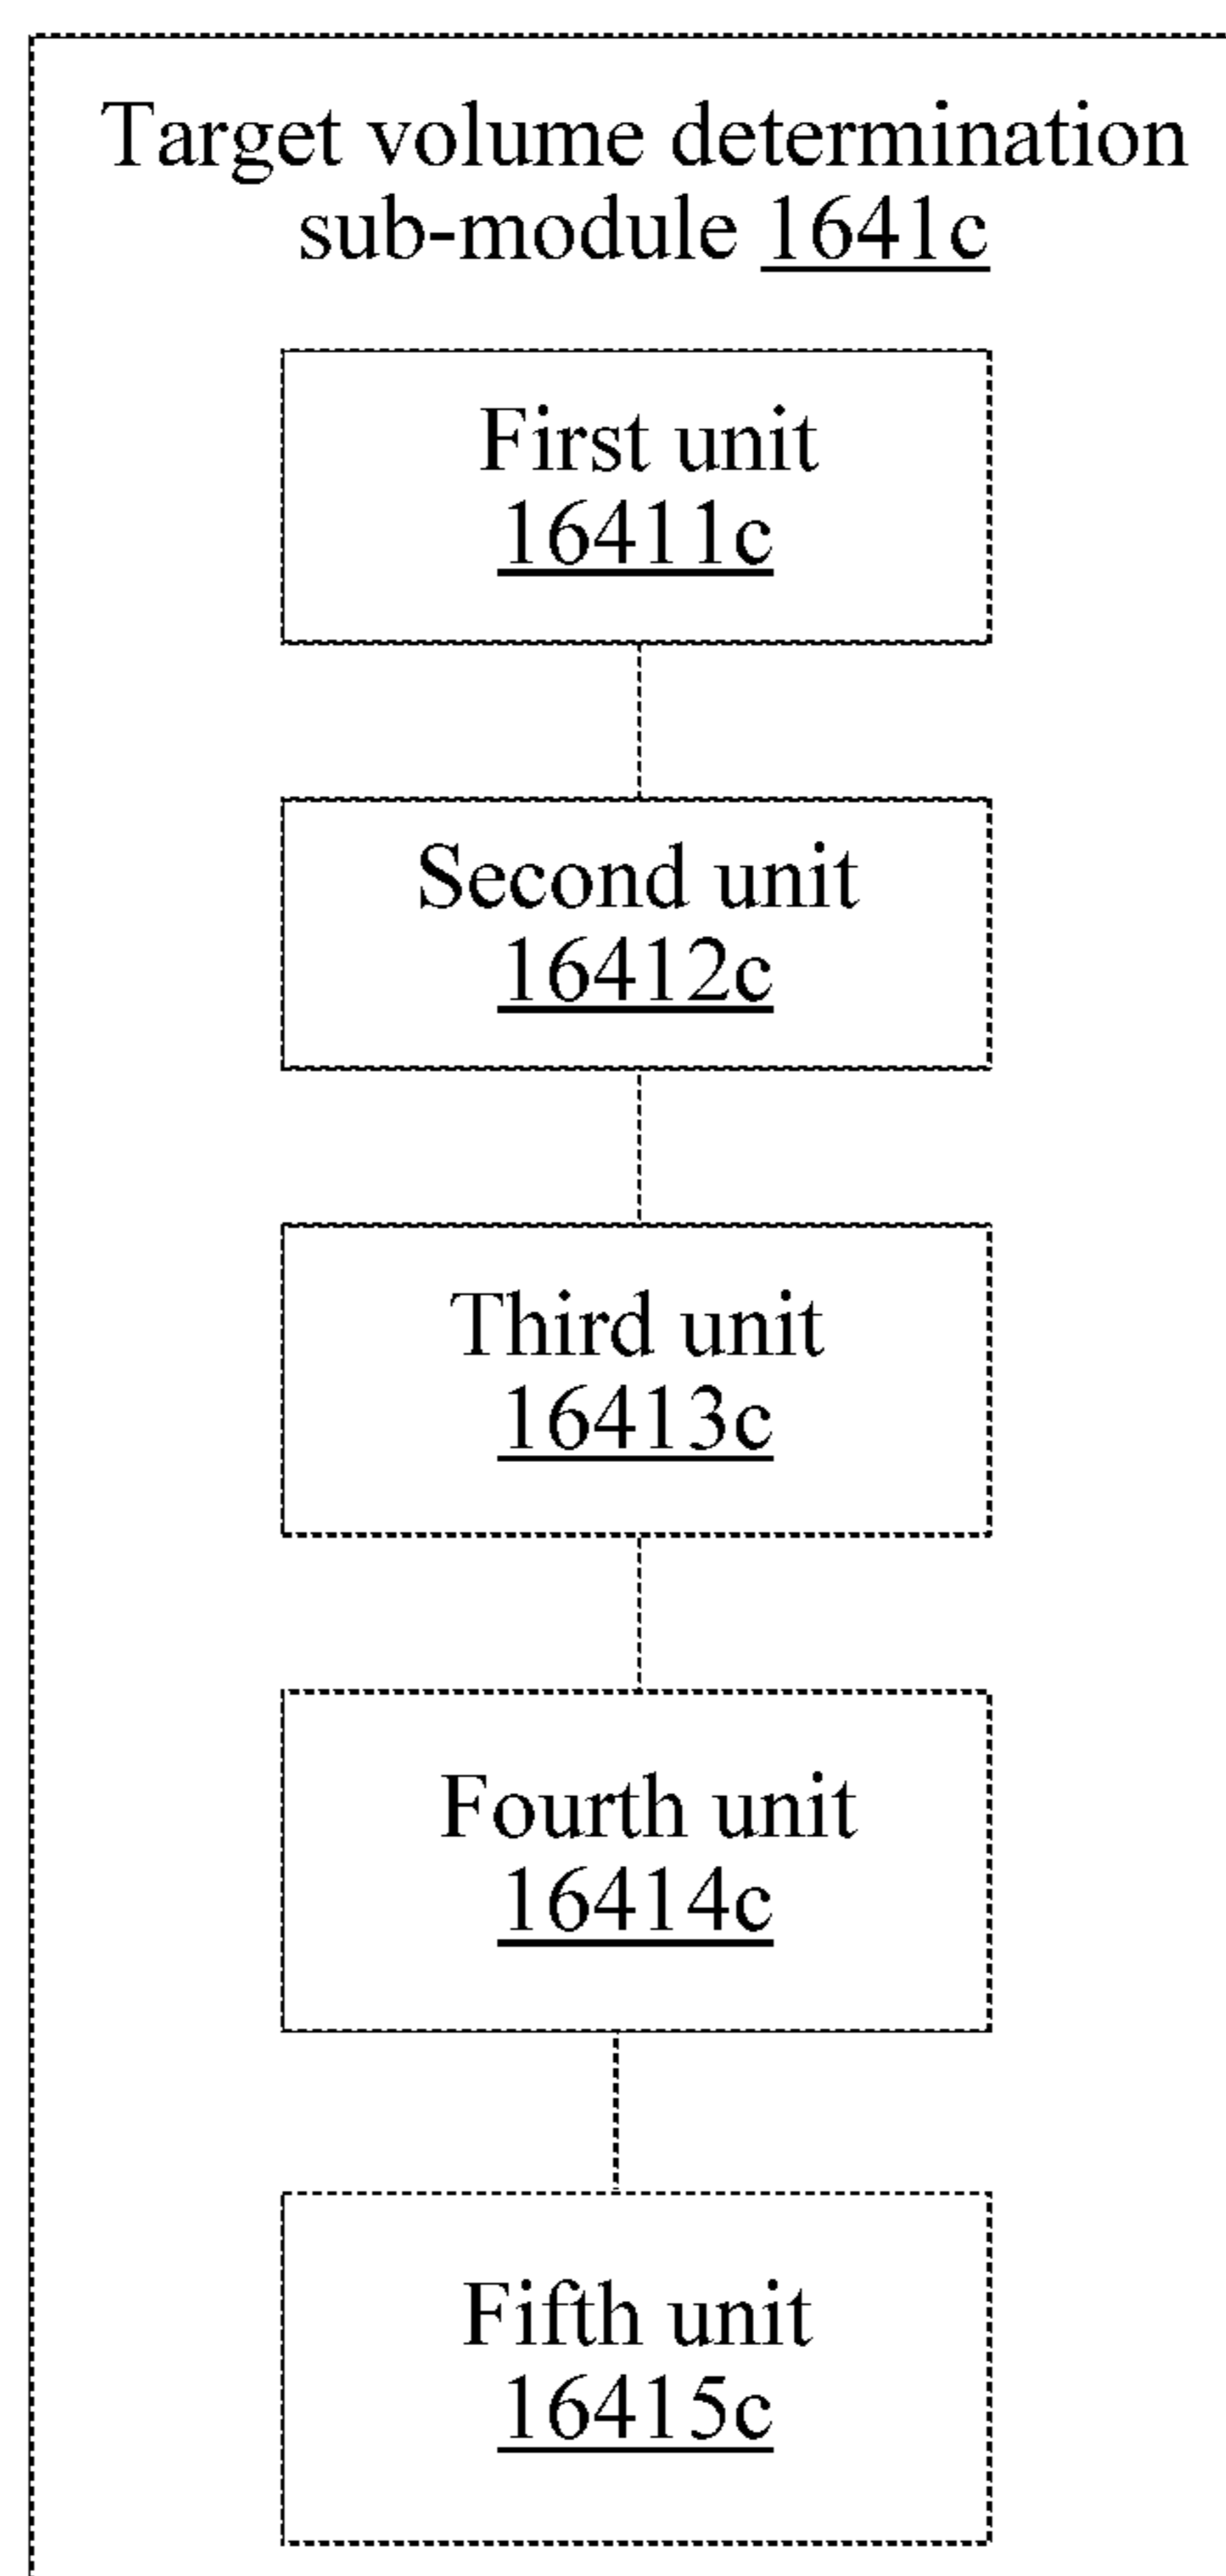 Target volume determination
sub-module 1641c
First unit
16411c
Second unit
16412c
Third unit
16413c
Fourth unit
16414c
Fifth unit
16415c